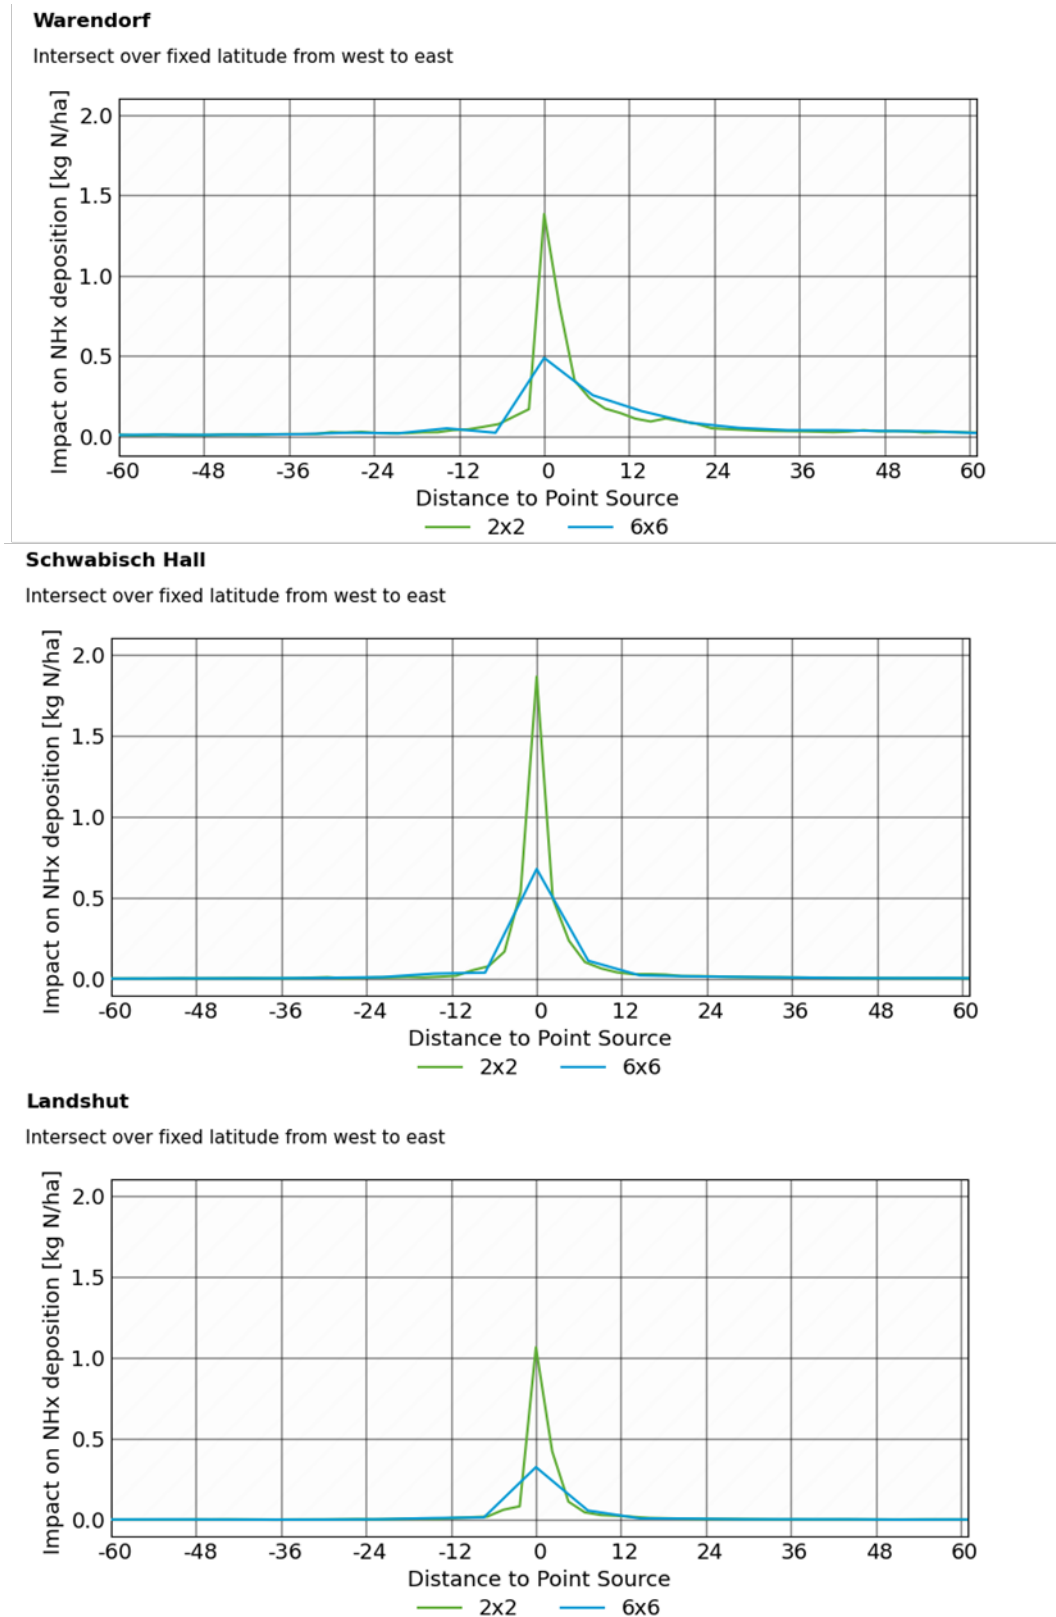 Warendorf
Intersect over fixed latitude from west to east
Impact on NHx deposition [kg N/ha]
2.0
1.5
1.0
0.5
0.0
-60 -48 -36 -24 -12 0 12 24 36 48 60
Distance to Point Source
2x2 6x6
Schwabisch Hall
Intersect over fixed latitude from west to east
Impact on NHx deposition [kg N/ha]
2.0
1.5
1.0
0.5
0.0
-60 -48 -36 -24 -12 0 12 24 36 48 60
Distance to Point Source
2x2 6x6
Landshut
Intersect over fixed latitude from west to east
Impact on NHx deposition [kg N/ha]
2.0
1.5
1.0
0.5
0.0
-60 -48 -36 -24 -12 0 12 24 36 48 60
Distance to Point Source
2x2 6x6